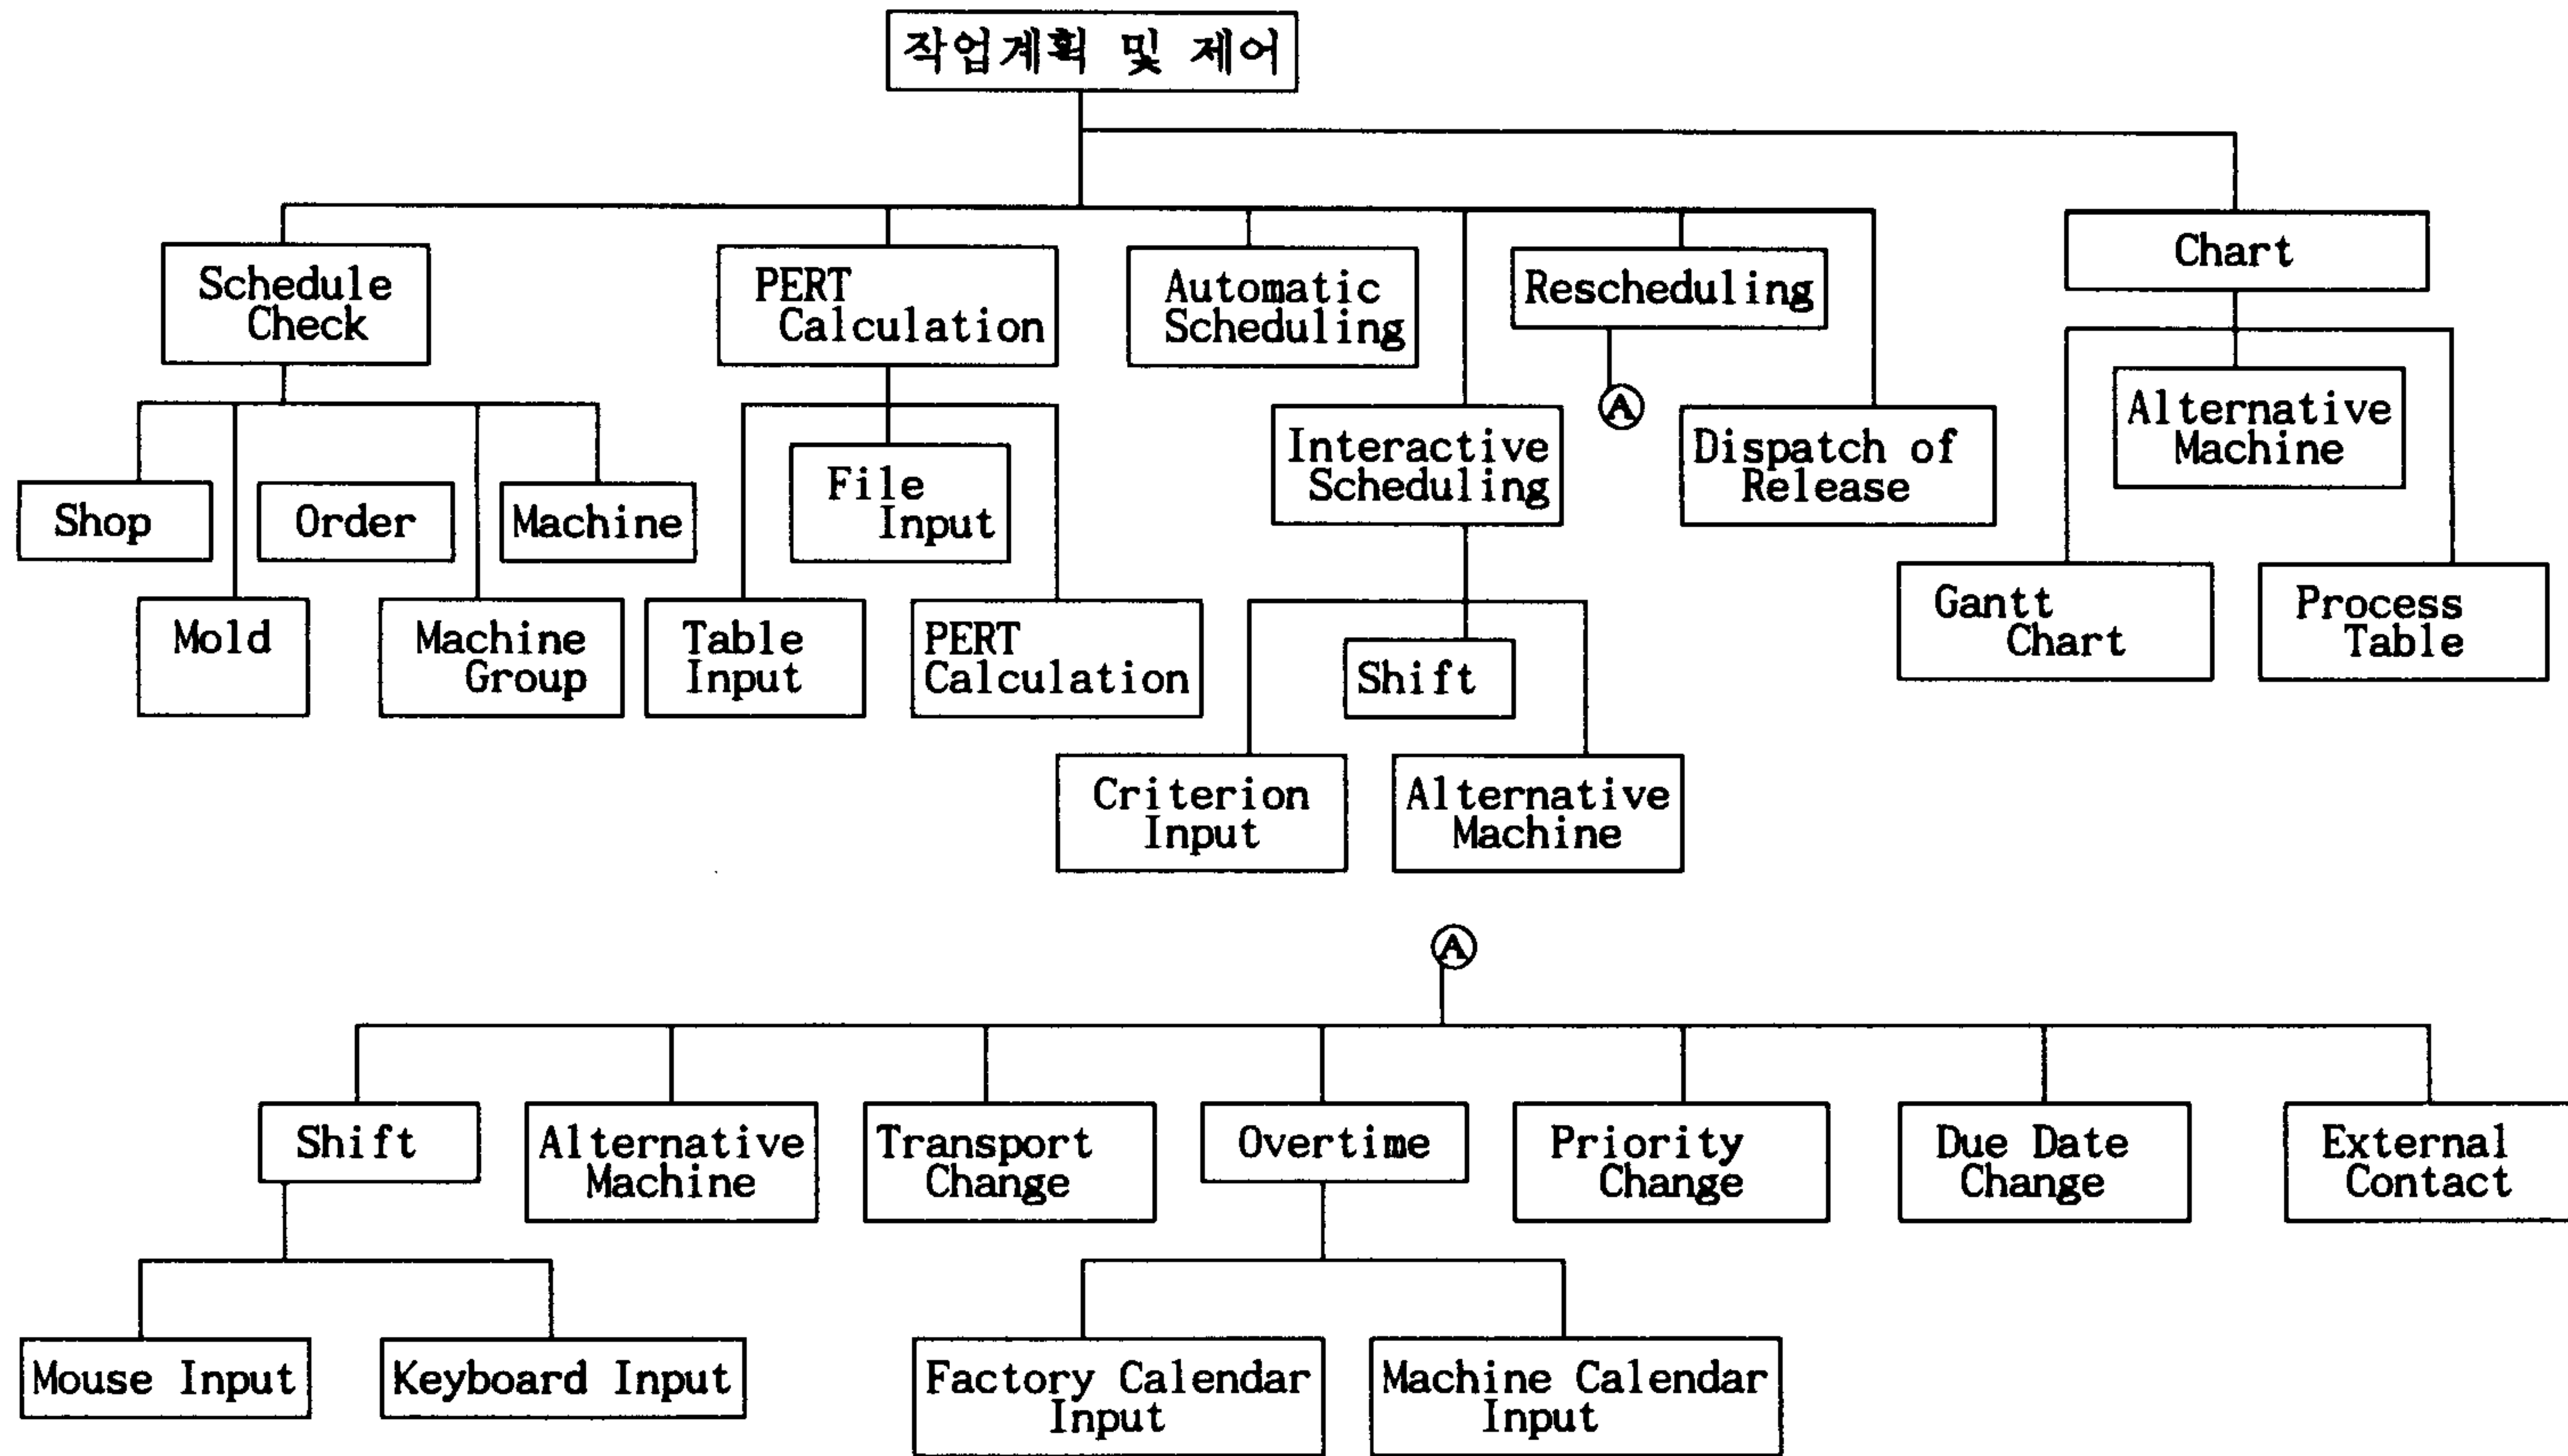 작업계획 및 제어
Schedule
Check
PERT
Calculation
Automatic
Scheduling
Rescheduling
Chart
A
Interactive
Scheduling
Dispatch of
Release
Alternative
Machine
Shop
Order
Machine
File
Input
Mold
Machine
Group
Table
Input
PERT
Calculation
Shift
Gantt
Chart
Process
Table
Criterion
Input
Alternative
Machine
A
Shift
Alternative
Machine
Transport
Change
Overtime
Priority
Change
Due Date
Change
External
Contact
Mouse Input
Keyboard Input
Factory Calendar
Input
Machine Calendar
Input